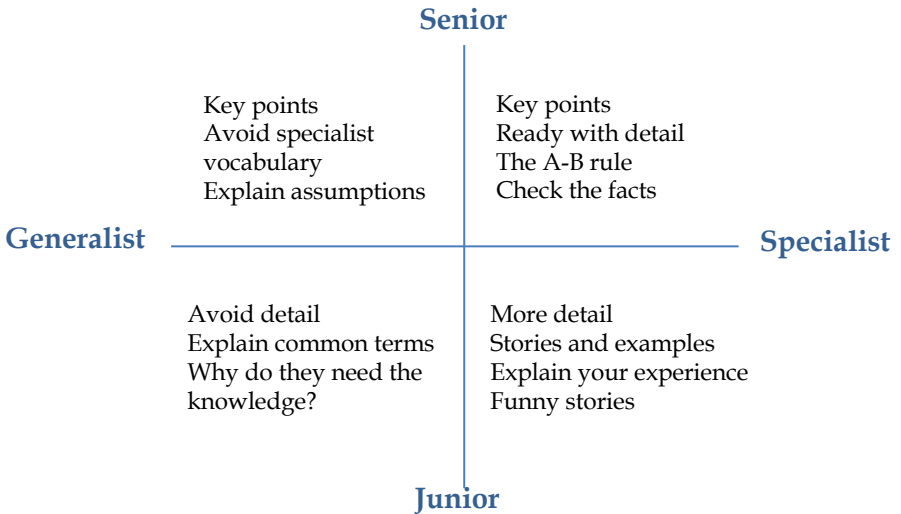 Senior
Key points
Avoid specialist
vocabulary
Explain assumptions
Key points
Ready with detail
The A-B rule
Check the facts
Generalist
Specialist
Avoid detail
Explain common terms
Why do they need the
knowledge?
More detail
Stories and examples
Explain your experience
Funny stories
Junior